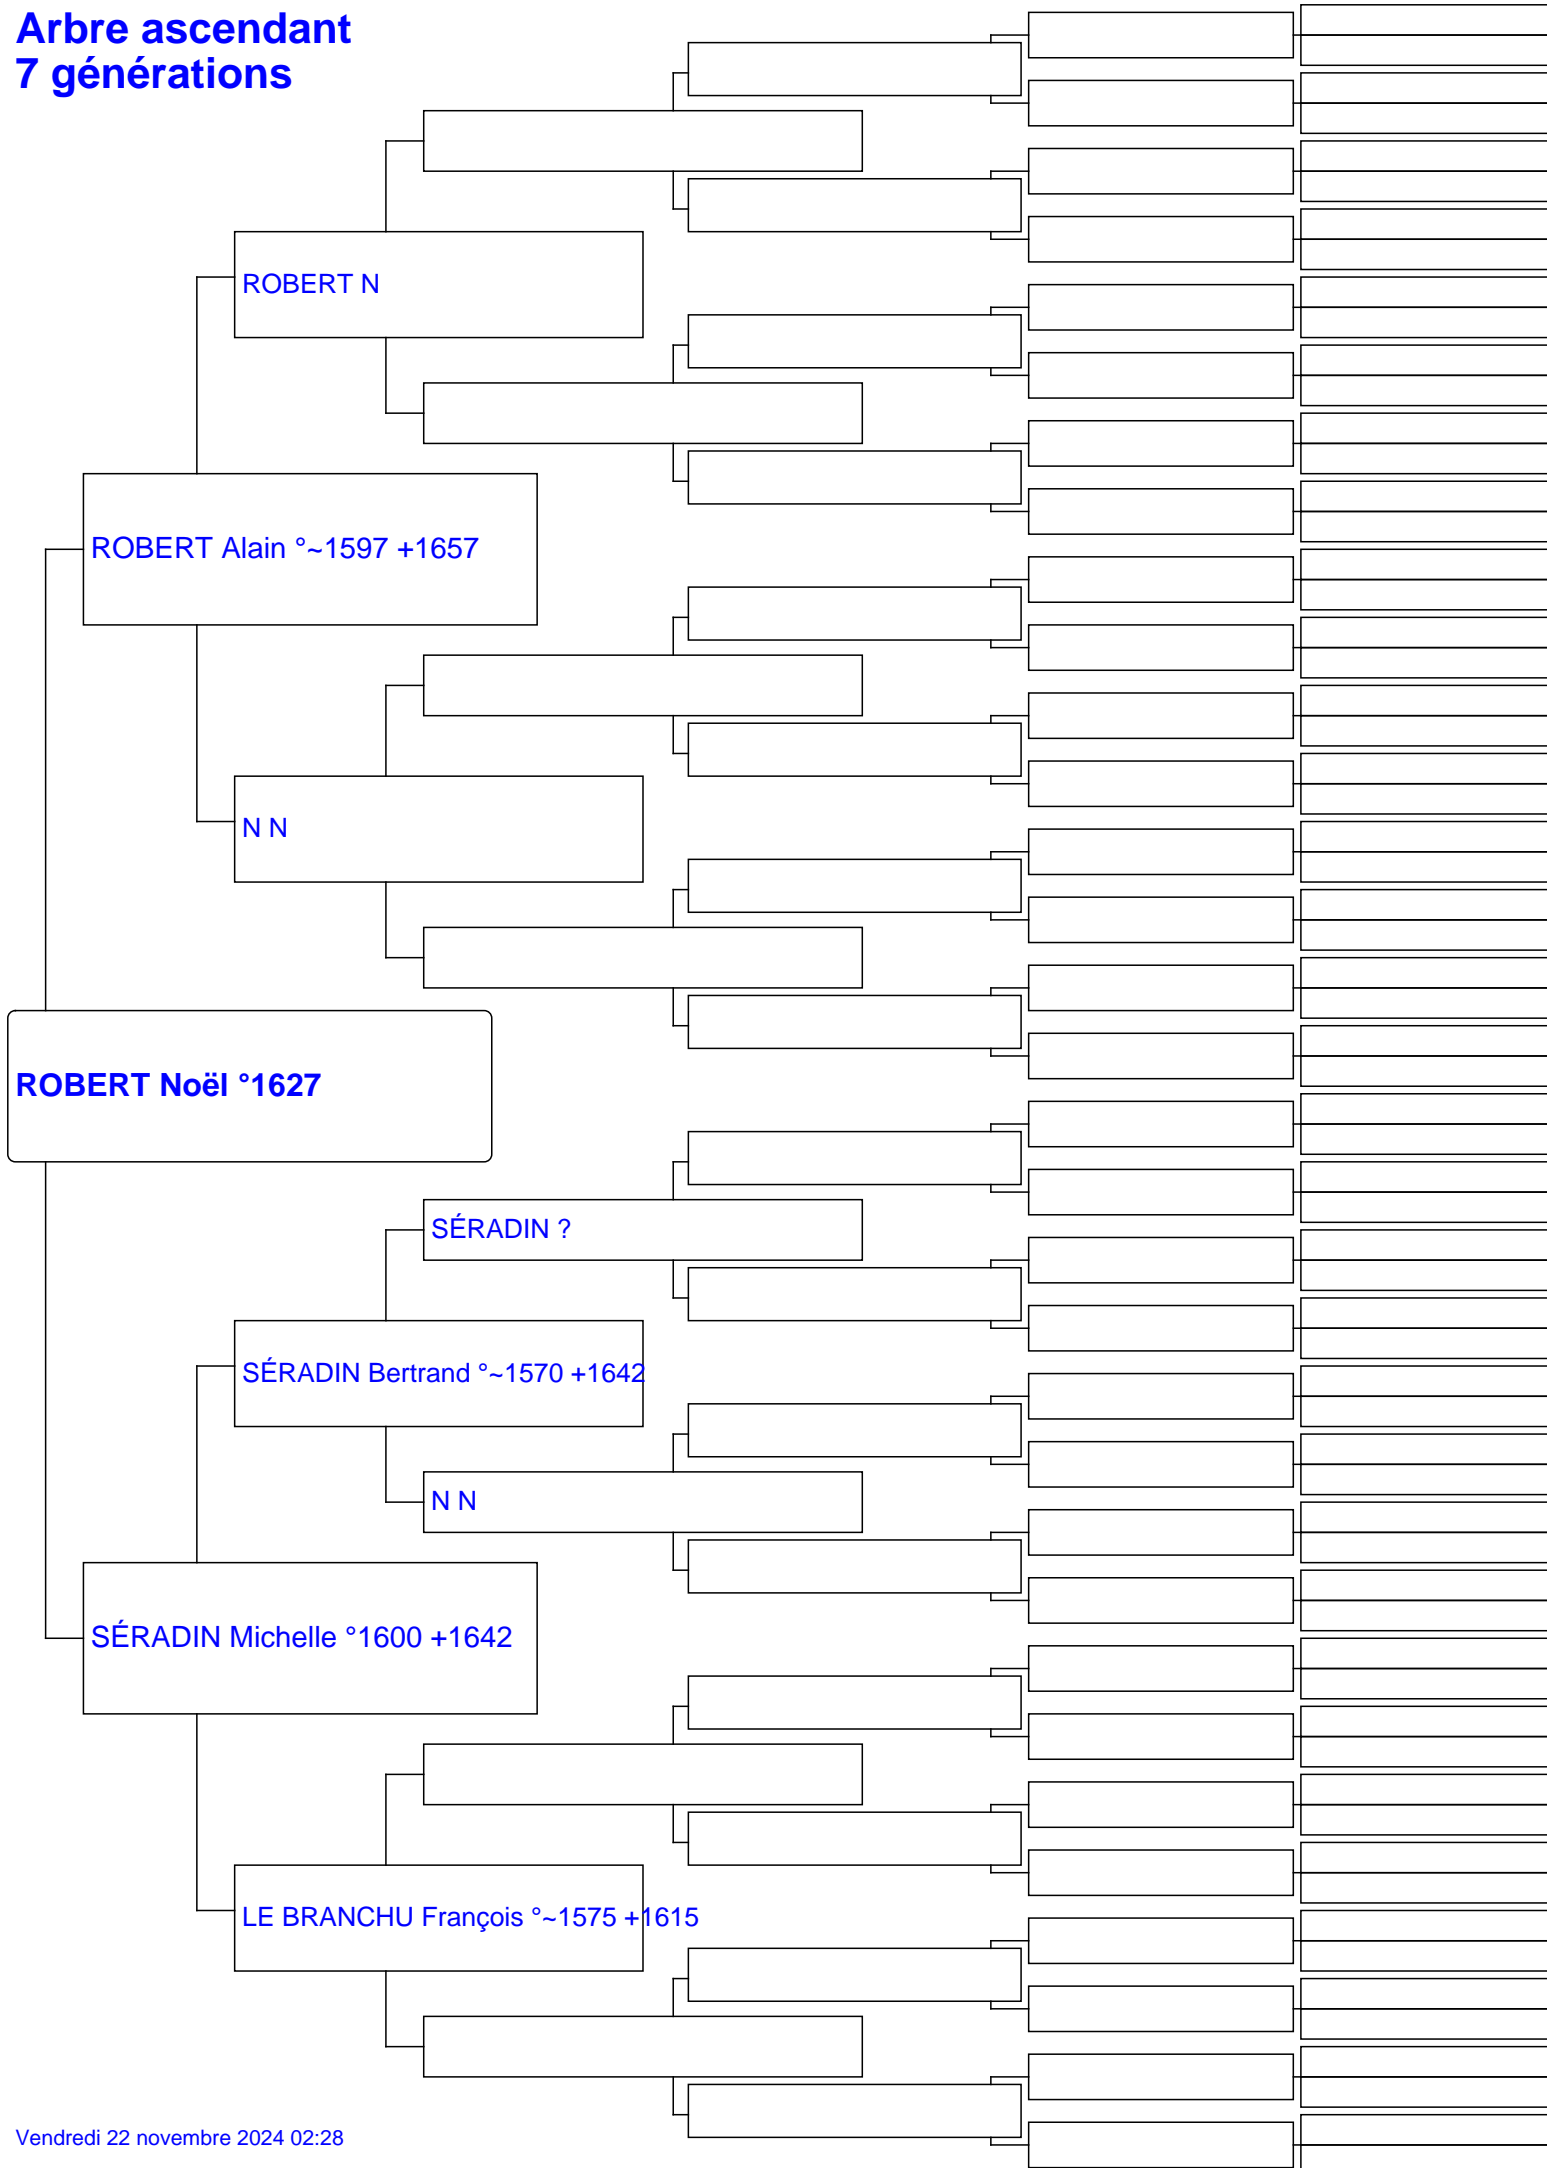 Arbre ascendant
7 générations
ROBERT N
ROBERT Alain °~1597 +1657
N N
ROBERT Noël °1627
SÉRADIN ?
SÉRADIN Bertrand °~1570 +1642
N N
SÉRADIN Michelle °1600 +1642
LE BRANCHU François °~1575 +1615
Vendredi 22 novembre 2024 02:28